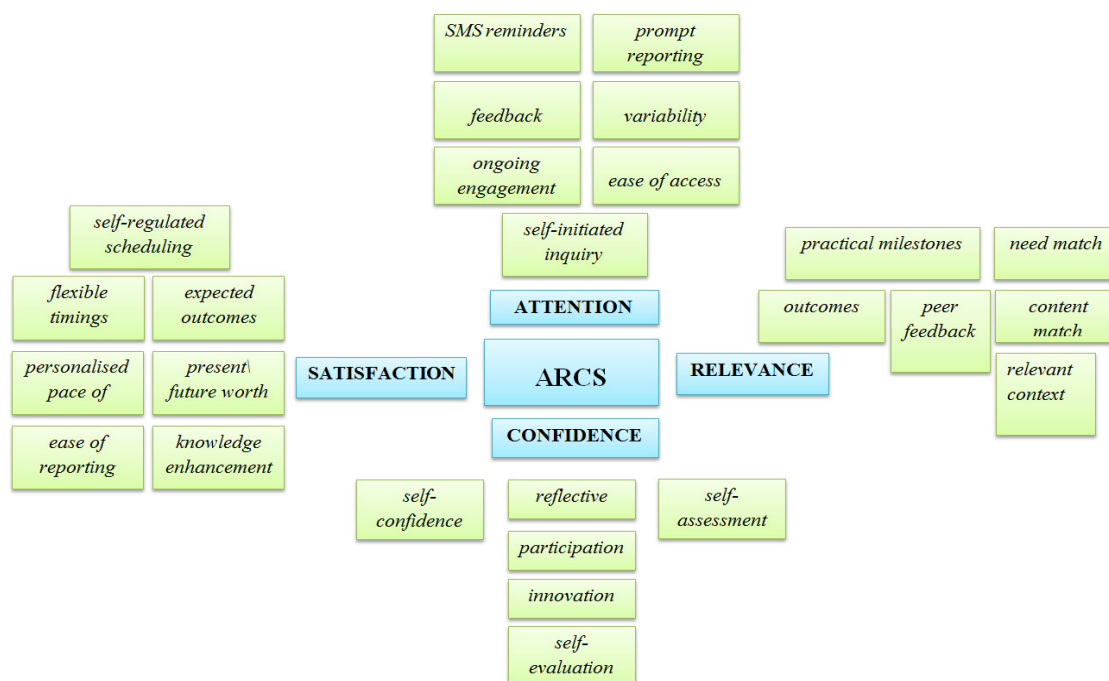 SMS reminders
prompt
reporting
feedback
variability
ongoing
engagement
ease of access
self-initiated
inquiry
self-regulated
scheduling
flexible
timings
expected
outcomes
personalised
pace of
present\
future worth
ease of
reporting
knowledge
enhancement
practical milestones
need match
outcomes
peer
feedback
content
match
relevant
context
ATTENTION
SATISFACTION
ARCS
RELEVANCE
CONFIDENCE
self-
confidence
reflective
self-
assessment
participation
innovation
self-
evaluation